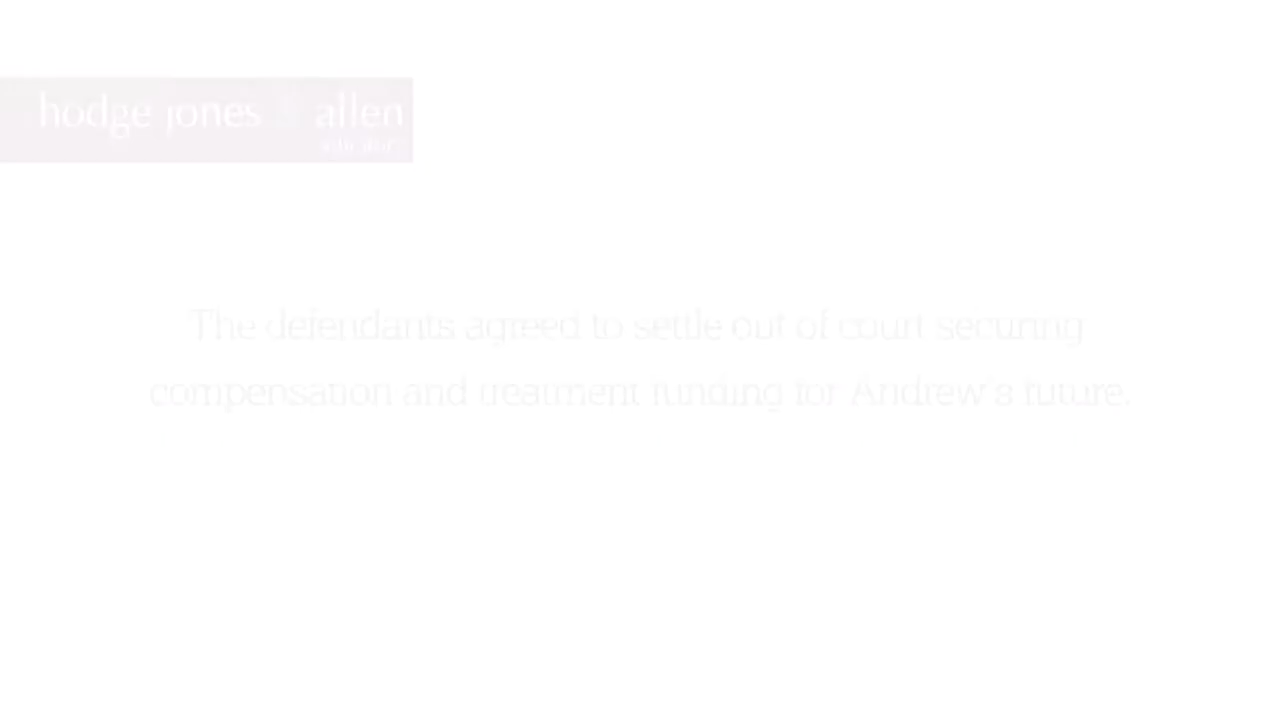 hodge jones & allen
solicitors
The defendants agreed to settle out of court securing
compensation and treatment funding for Andrew's future.